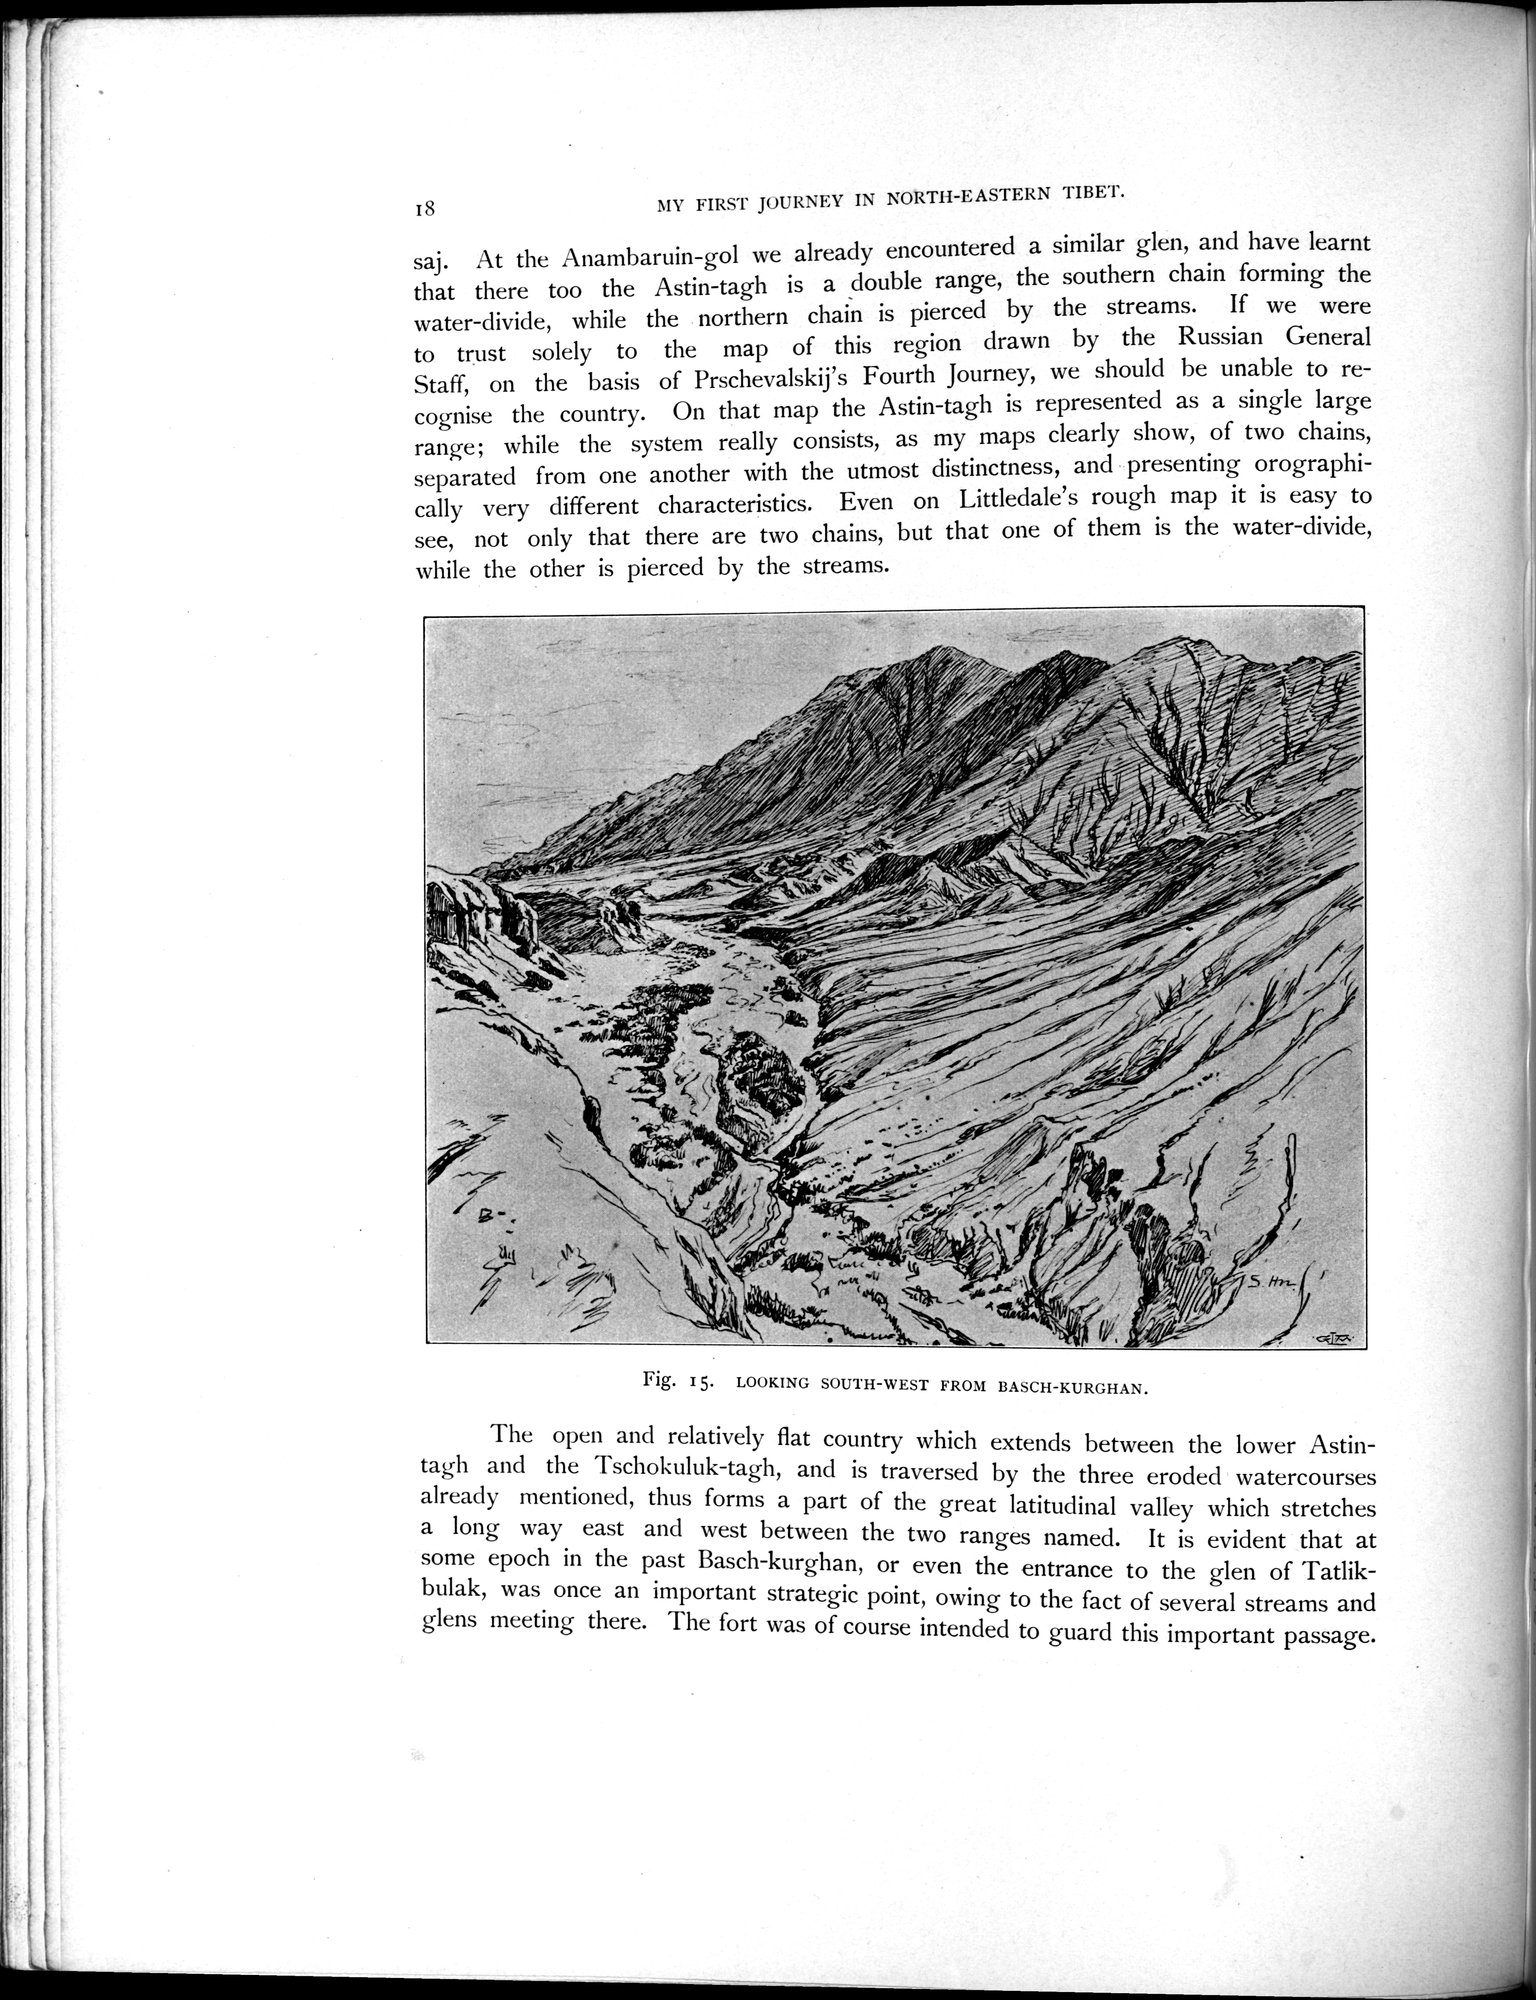 18
MY FIRST JOURNEY IN NORTH-EASTERN TIBET.
saj. At the Anambaruin-gol we already encountered a similar glen, and have learnt
that there too the Astin-tagh is a double range, the southern chain forming the
water-divide, while the northern chain is pierced by the streams. If we were
to trust solely to the map of this region drawn by the Russian General
Staff, on the basis of Prschevalskij's Fourth Journey, we should be unable to re-
cognise the country. On that map the Astin-tagh is represented as a single large
range; while the system really consists, as my maps clearly show, of two chains,
separated from one another with the utmost distinctness, and presenting orographi-
cally very different characteristics. Even on Littledale's rough map it is easy to
see, not only that there are two chains, but that one of them is the water-divide,
while the other is pierced by the streams.
Fig. 15. LOOKING SOUTH-WEST FROM BASCH-KURGHAN.
The open and relatively flat country which extends between the lower Astin-
tagh and the Tschokuluk-tagh, and is traversed by the three eroded watercourses
already mentioned, thus forms a part of the great latitudinal valley which stretches
a long way east and west between the two ranges named. It is evident that at
some epoch in the past Basch-kurghan, or even the entrance to the glen of Tatlik-
bulak, was once an important strategic point, owing to the fact of several streams and
glens meeting there. The fort was of course intended to guard this important passage.